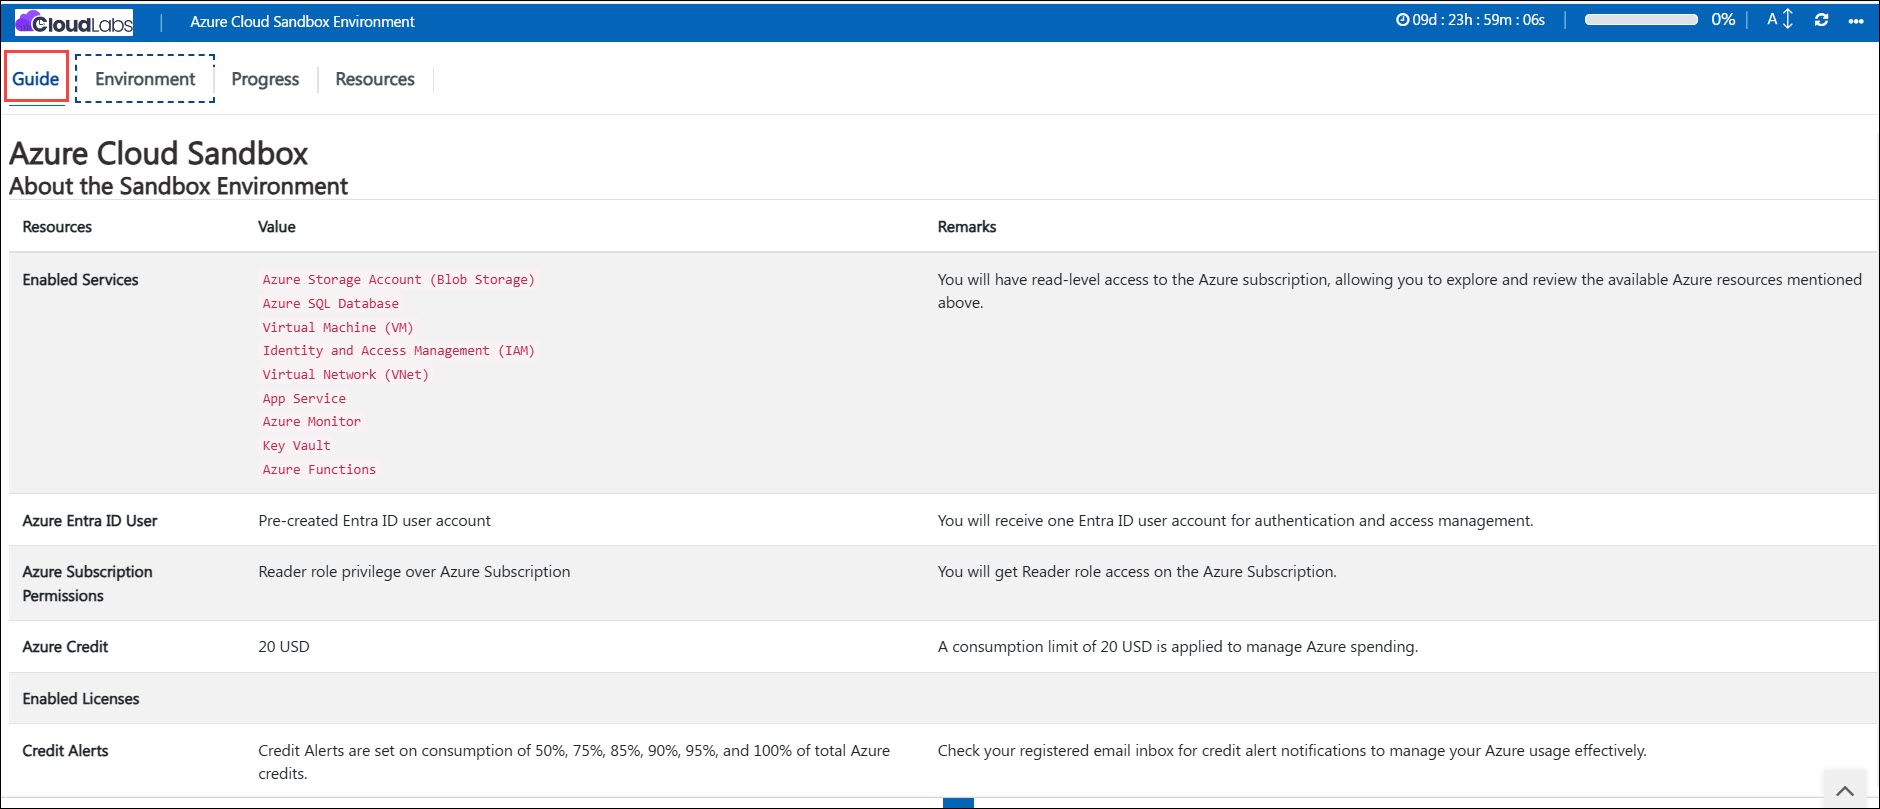 CloudLabs
Azure Cloud Sandbox Environment
09d : 23h : 59m : 06s
0%
A
Guide
Environment
Progress
Resources
Azure Cloud Sandbox
About the Sandbox Environment
Resources
Value
Remarks
Enabled Services
Azure Storage Account (Blob Storage)
Azure SQL Database
Virtual Machine (VM)
Identity and Access Management (IAM)
Virtual Network (VNet)
App Service
Azure Monitor
Key Vault
Azure Functions
You will have read-level access to the Azure subscription, allowing you to explore and review the available Azure resources mentioned
above.
Azure Entra ID User
Pre-created Entra ID user account
You will receive one Entra ID user account for authentication and access management.
Azure Subscription
Permissions
Reader role privilege over Azure Subscription
You will get Reader role access on the Azure Subscription.
Azure Credit
20 USD
A consumption limit of 20 USD is applied to manage Azure spending.
Enabled Licenses
Credit Alerts
Credit Alerts are set on consumption of 50%, 75%, 85%, 90%, 95%, and 100% of total Azure
credits.
Check your registered email inbox for credit alert notifications to manage your Azure usage effectively.